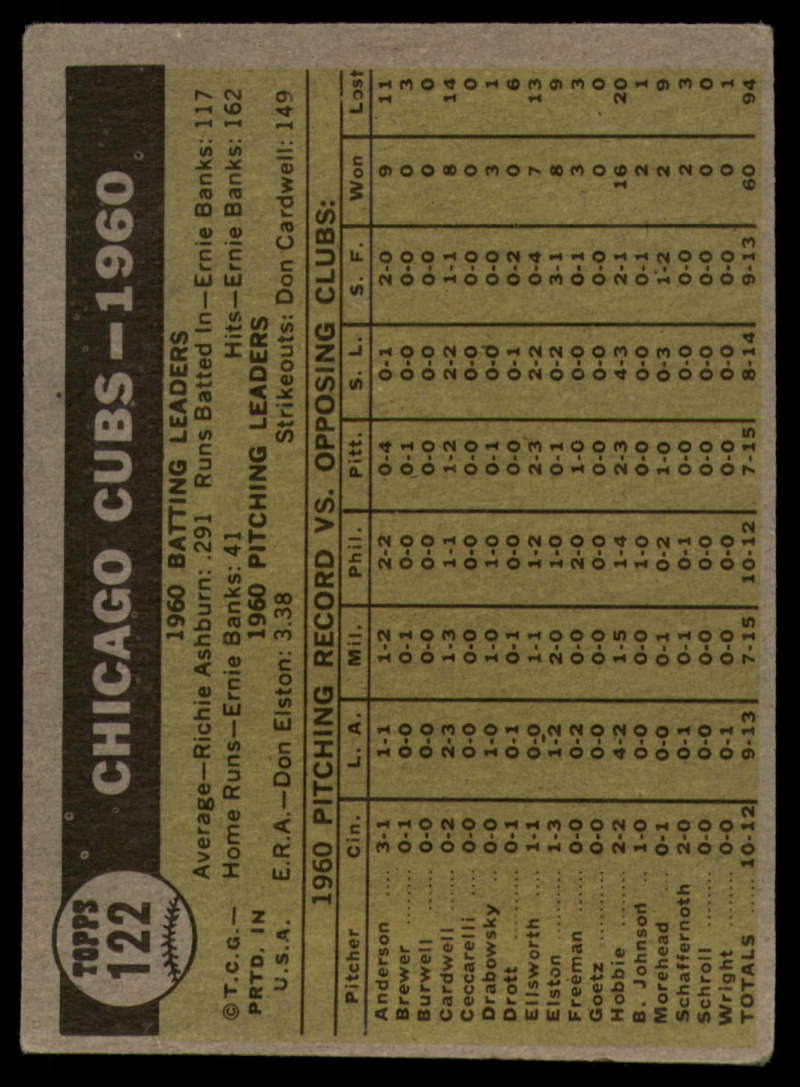 TOPPS
122
CHICAGO CUBS—1960
1960 BATTING LEADERS
Average—Richie Ashburn: .291 Runs Batted In—Ernie Banks: 117
©T.C.G.— Home Runs—Ernie Banks: 41 Hits—Ernie Banks: 162
PRTD. IN 1960 PITCHING LEADERS
U.S.A. E.R.A.—Don Elston: 3.38 Strikeouts: Don Cardwell: 149
1960 PITCHING RECORD VS. OPPOSING CLUBS:
Pitcher Cin. L. A. Mil. Phil. Pitt. S. L. S. F. Won Lost
Anderson ..... 3-1 1-1 1-2 2-2 0-4 0-1 2-0 9 11
Brewer ........ 0-1 0-0 0-1 0-0 0-1 0-0 0-0 0 3
Burwell ....... 0-0 0-0 0-0 0-0 0-0 0-0 0-0 0 0
Cardwell ...... 0-2 2-3 1-3 1-1 1-2 2-2 1-1 8 14
Ceccarelli .... 0-0 0-0 0-0 0-0 0-0 0-0 0-0 0 0
Drabowsky .. 0-0 1-0 1-0 1-0 0-1 0-0 0-0 3 1
Drott .......... 0-1 0-1 0-1 0-0 0-0 0-1 0-2 0 6
Ellsworth .... 1-1 0-0 1-1 1-2 2-3 2-2 0-4 7 13
Elston ......... 1-3 1-2 2-0 1-0 0-1 0-2 3-1 8 9
Freeman ...... 0-0 0-2 0-0 2-0 1-0 0-0 0-1 3 3
Goetz .......... 0-0 0-0 0-0 0-0 0-0 0-0 0-0 0 0
Hobbie ........ 2-2 4-2 1-5 1-4 2-3 4-3 2-1 16 20
B. Johnson .. 1-0 0-0 0-0 1-0 0-0 0-0 0-1 2 1
Morehead ... 0-1 0-0 0-1 0-2 1-0 0-3 1-2 2 9
Schaffernoth 2-0 0-1 0-1 0-1 0-0 0-0 0-0 2 3
Schroll ........ 0-0 0-0 0-0 0-0 0-0 0-0 0-0 0 0
Wright ........ 0-0 0-1 0-0 0-0 0-0 0-0 0-0 0 1
TOTALS ...... 10-12 9-13 7-15 10-12 7-15 8-14 9-13 60 94